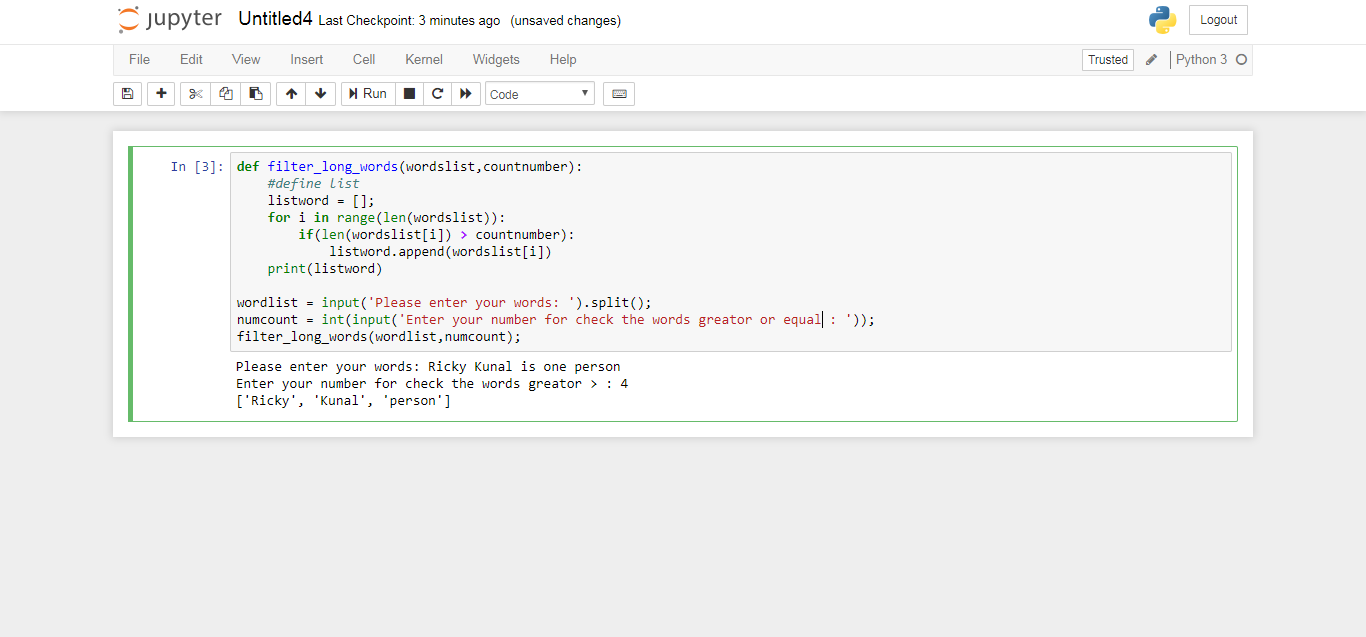 jupyter Untitled4 Last Checkpoint: 3 minutes ago (unsaved changes) Logout
File Edit View Insert Cell Kernel Widgets Help Trusted Python 3
Run Code
In [3]: def filter_long_words(wordslist,countnumber):
#define list
listword = [];
for i in range(len(wordslist)):
if(len(wordslist[i]) > countnumber):
listword.append(wordslist[i])
print(listword)
wordlist = input('Please enter your words: ').split();
numcount = int(input('Enter your number for check the words greator or equal : '));
filter_long_words(wordlist,numcount);
Please enter your words: Ricky Kunal is one person
Enter your number for check the words greator > : 4
['Ricky', 'Kunal', 'person']